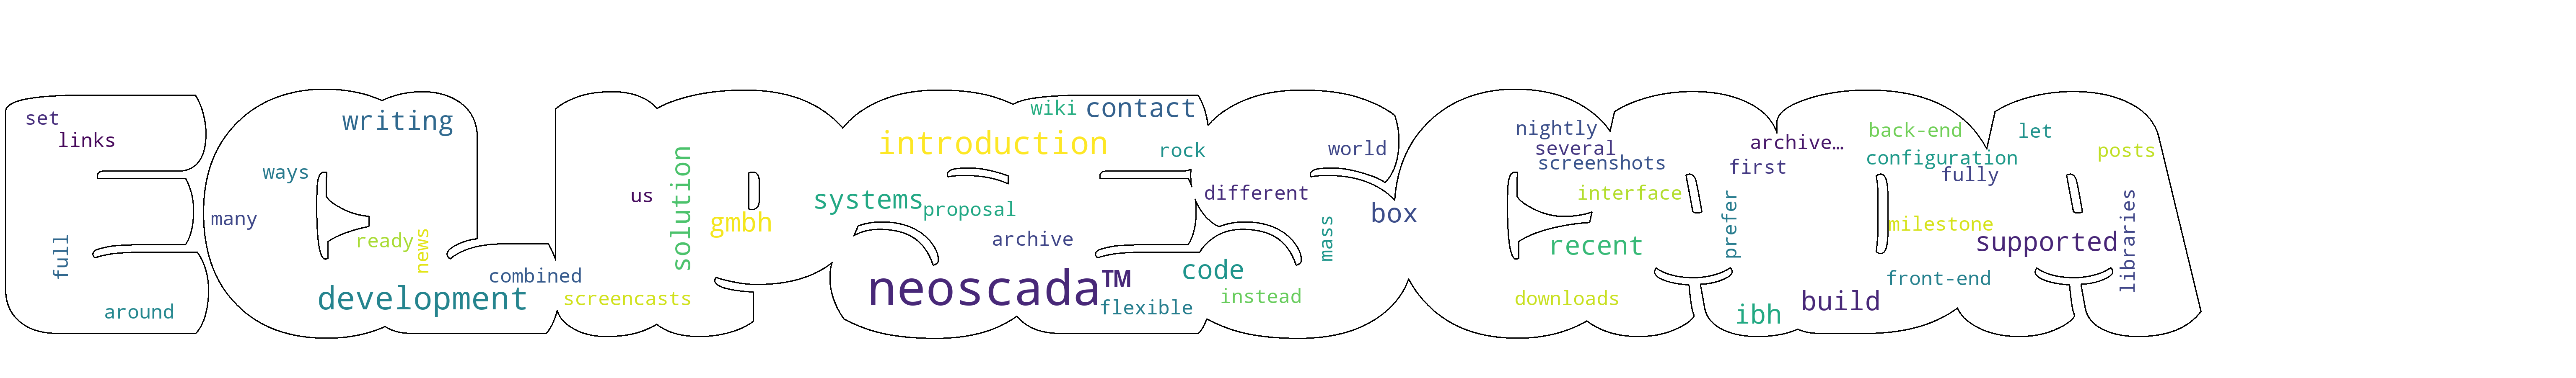 set
links
full
around
many
ways
writing
ready
news
development
combined
us
solution
screencasts
gmbh
systems
introduction
wiki
contact
proposal
archive
neoscada™
rock
different
code
flexible
instead
mass
world
box
nightly
several
screenshots
interface
recent
downloads
prefer
first
archive…
ibh
build
back-end
configuration
fully
milestone
supported
front-end
let
posts
libraries